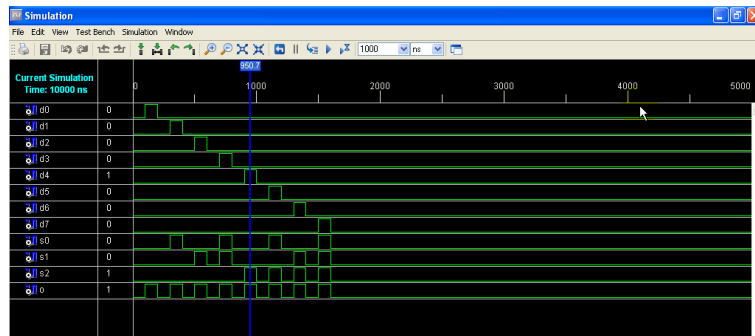 Simulation
File Edit View Test Bench Simulation Window
1000 ns
950.7
Current Simulation
Time: 10000 ns
0 1000 2000 3000 4000 5000
d0 0
d1 0
d2 0
d3 0
d4 1
d5 0
d6 0
d7 0
s0 0
s1 0
s2 1
o 1